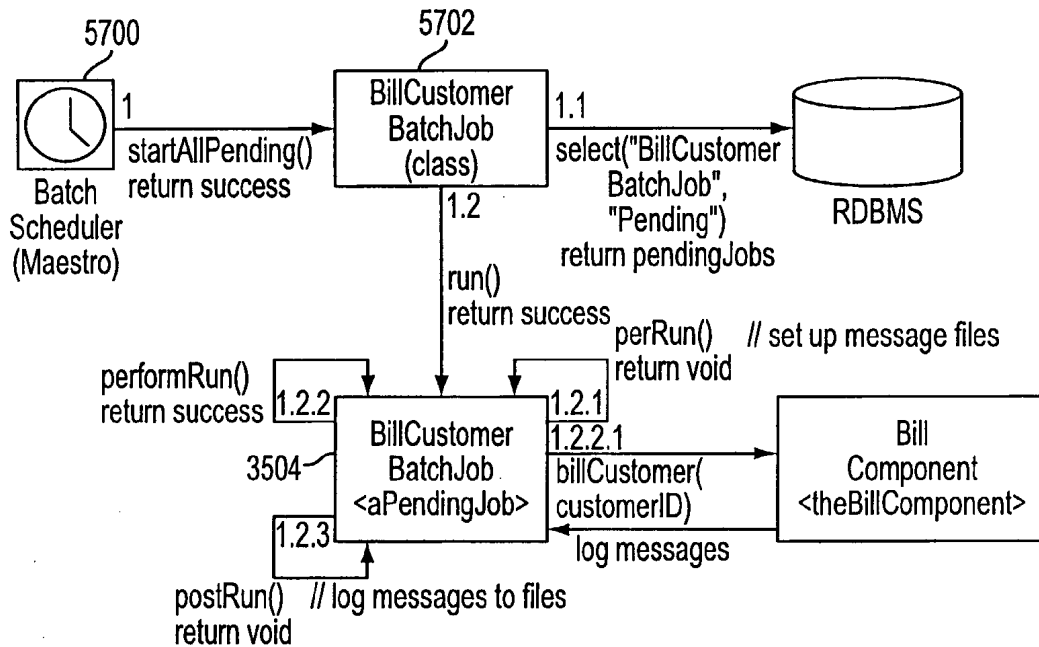 5700
5702
1
startAllPending()
return success
Batch
Scheduler
(Maestro)
BillCustomer
BatchJob
(class)
1.1
select("BillCustomer
BatchJob",
"Pending")
return pendingJobs
RDBMS
1.2
run()
return success
perRun() // set up message files
return void
performRun()
return success
1.2.2
1.2.1
3504
BillCustomer
BatchJob
<aPendingJob>
1.2.2.1
billCustomer(
customerID)
log messages
Bill
Component
<theBillComponent>
1.2.3
postRun() // log messages to files
return void